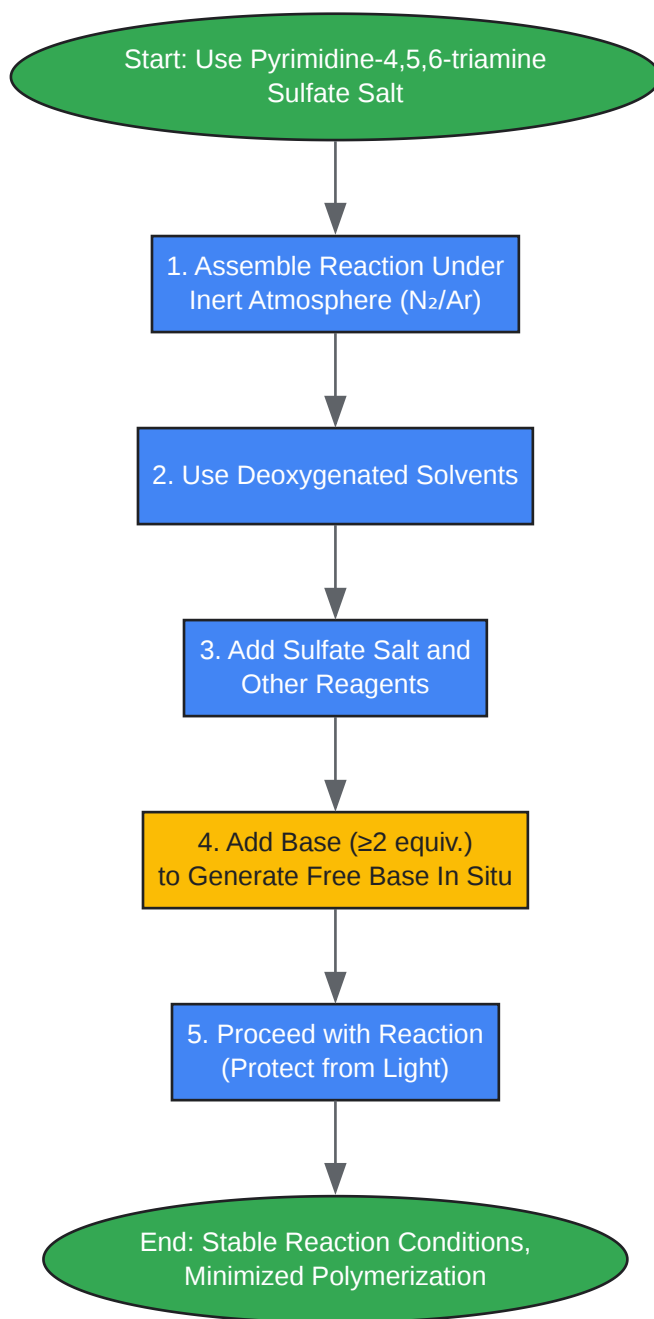 Start: Use Pyrimidine-4,5,6-triamine
Sulfate Salt
1. Assemble Reaction Under
Inert Atmosphere (N₂/Ar)
2. Use Deoxygenated Solvents
3. Add Sulfate Salt and
Other Reagents
4. Add Base (≥2 equiv.)
to Generate Free Base In Situ
5. Proceed with Reaction
(Protect from Light)
End: Stable Reaction Conditions,
Minimized Polymerization